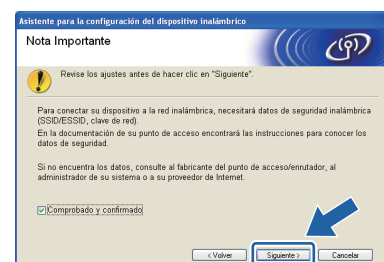 Asistente para la configuración del dispositivo inalámbrico
Nota Importante
Revise los ajustes antes de hacer clic en "Siguiente".
Para conectar su dispositivo a la red inalámbrica, necesitará datos de seguridad inalámbrica
(SSID/ESSID, clave de red).
En la documentación de su punto de acceso encontrará las instrucciones para conocer los
datos de seguridad.
Si no encuentra los datos, consulte al fabricante del punto de acceso/enrutador, al
administrador de su sistema o a su proveedor de Internet.
Comprobado y confirmado
< Volver
Siguiente >
Cancelar